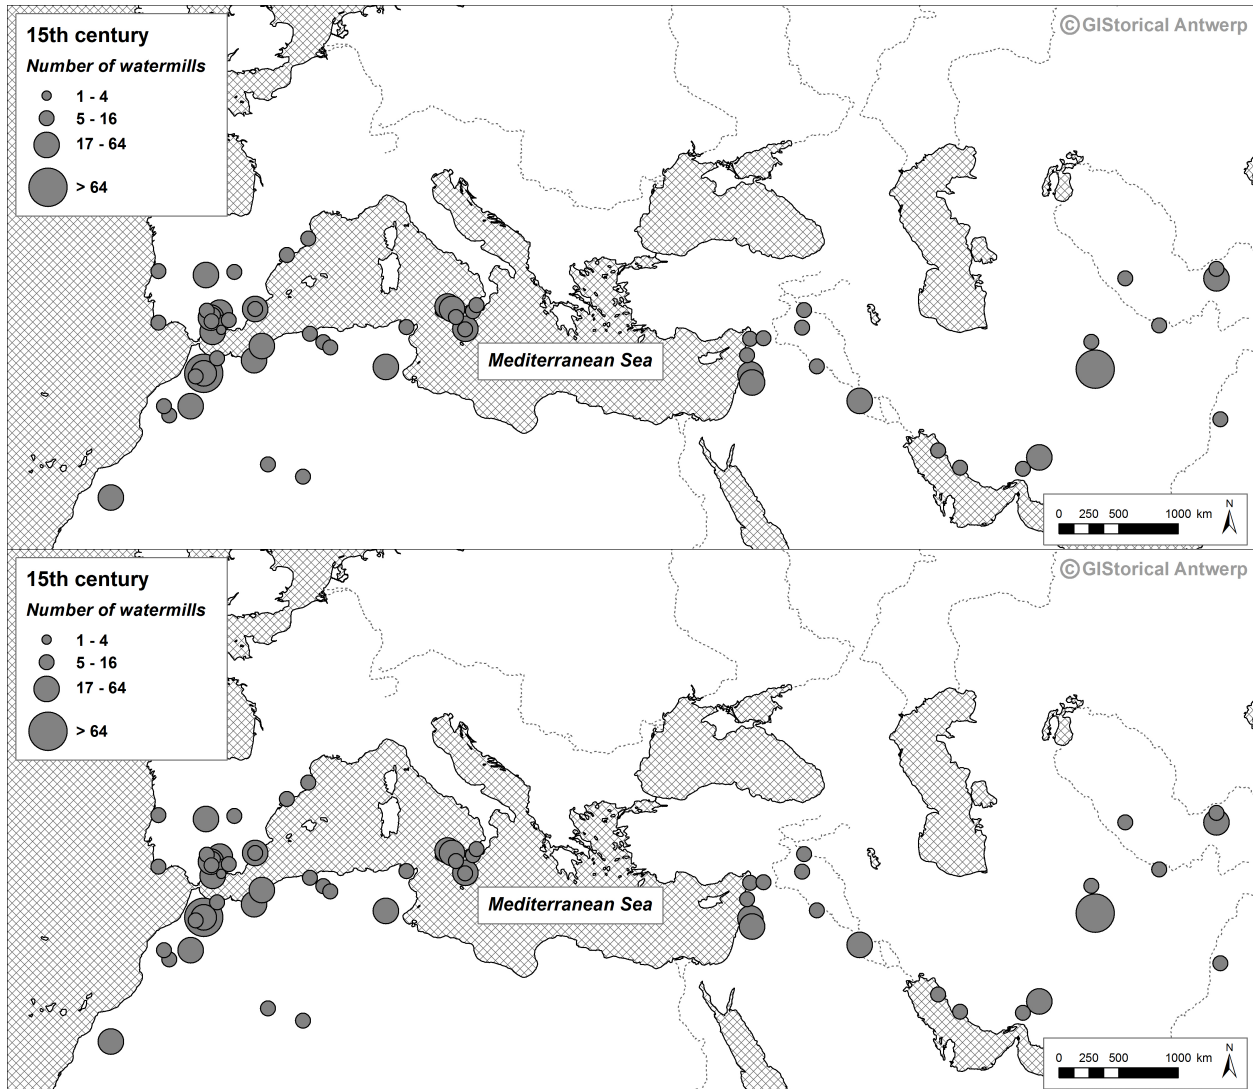 15th century
© GIStorical Antwerp
Number of watermills
1 - 4
5 - 16
17 - 64
> 64
Mediterranean Sea
N
0 250 500 1000 km
15th century
© GIStorical Antwerp
Number of watermills
1 - 4
5 - 16
17 - 64
> 64
Mediterranean Sea
N
0 250 500 1000 km